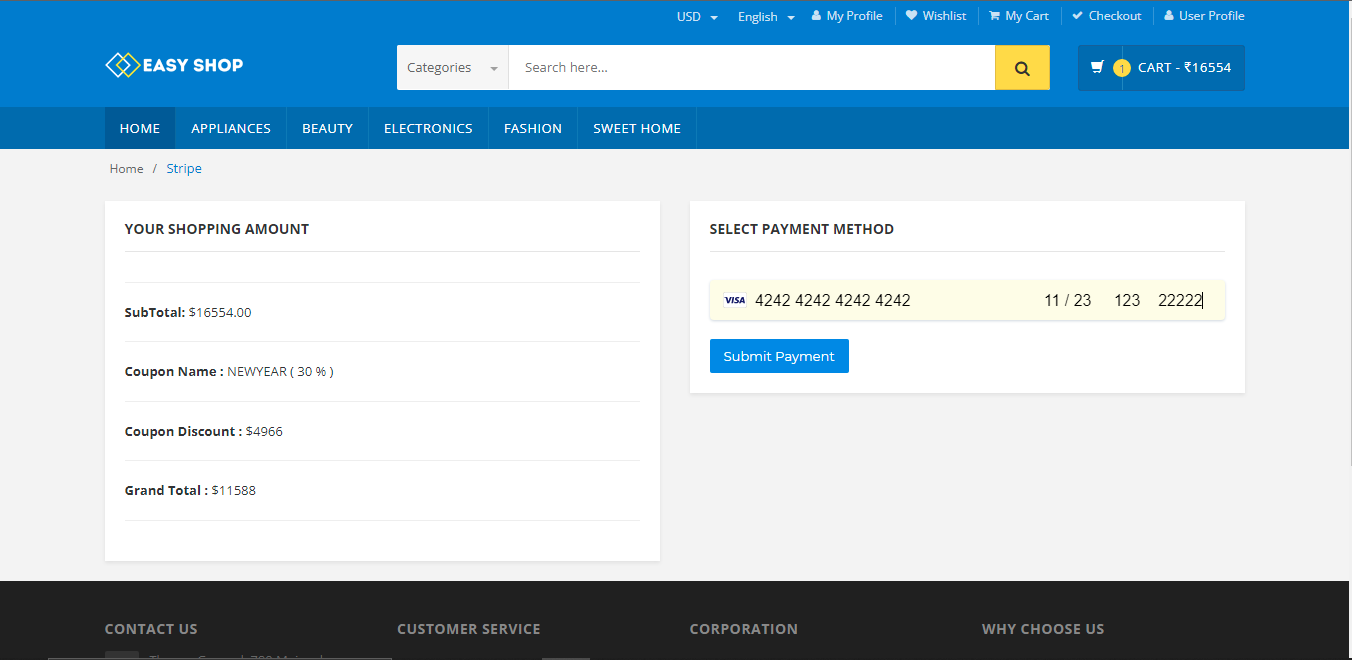 USD English My Profile Wishlist My Cart Checkout User Profile
EASY SHOP Categories Search here... 1 CART - ₹16554
HOME APPLIANCES BEAUTY ELECTRONICS FASHION SWEET HOME
Home / Stripe
YOUR SHOPPING AMOUNT
SubTotal: $16554.00
Coupon Name : NEWYEAR ( 30 % )
Coupon Discount : $4966
Grand Total : $11588
SELECT PAYMENT METHOD
VISA 4242 4242 4242 4242 11 / 23 123 22222
Submit Payment
CONTACT US CUSTOMER SERVICE CORPORATION WHY CHOOSE US